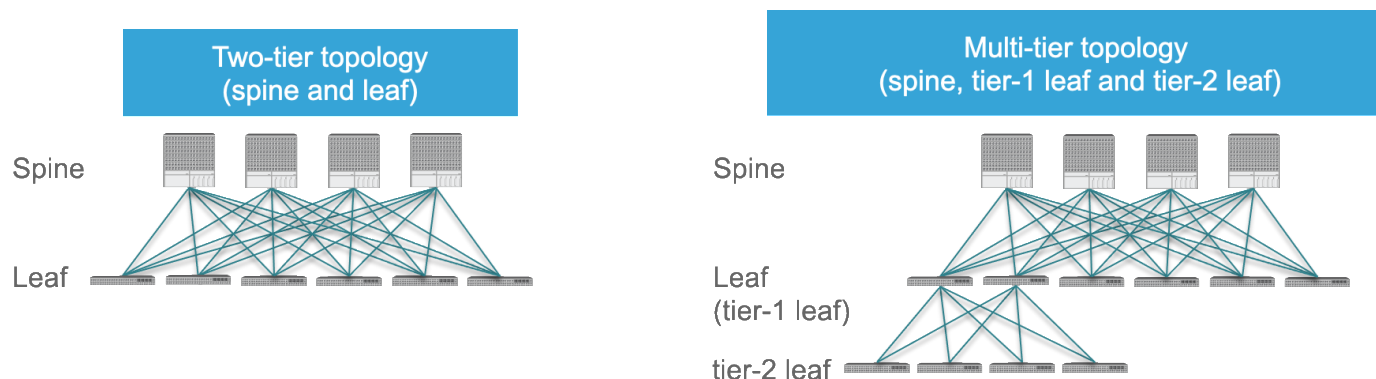 Two-tier topology
(spine and leaf)
Spine
Leaf
Multi-tier topology
(spine, tier-1 leaf and tier-2 leaf)
Spine
Leaf
(tier-1 leaf)
tier-2 leaf